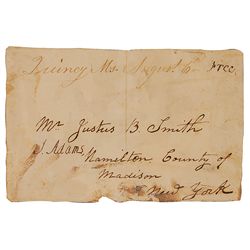 Quincy Ms. August 6. FREE
Mr Justus B. Smith
J. Adams Hamilton, County of
Madison
New York